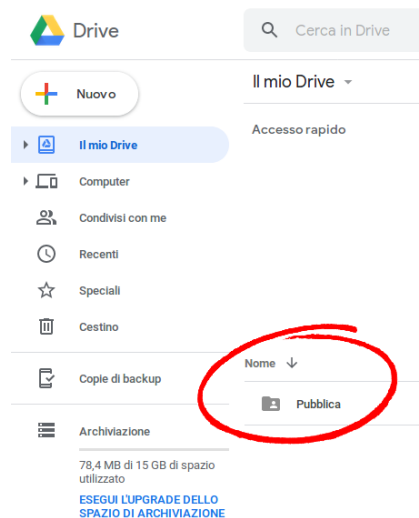 Drive
Cerca in Drive
Nuovo
Il mio Drive
Il mio Drive
Computer
Condivisi con me
Recenti
Speciali
Cestino
Copie di backup
Archiviazione
78,4 MB di 15 GB di spazio
utilizzato
ESEGUI L'UPGRADE DELLO
SPAZIO DI ARCHIVIAZIONE
Accesso rapido
Nome
Pubblica